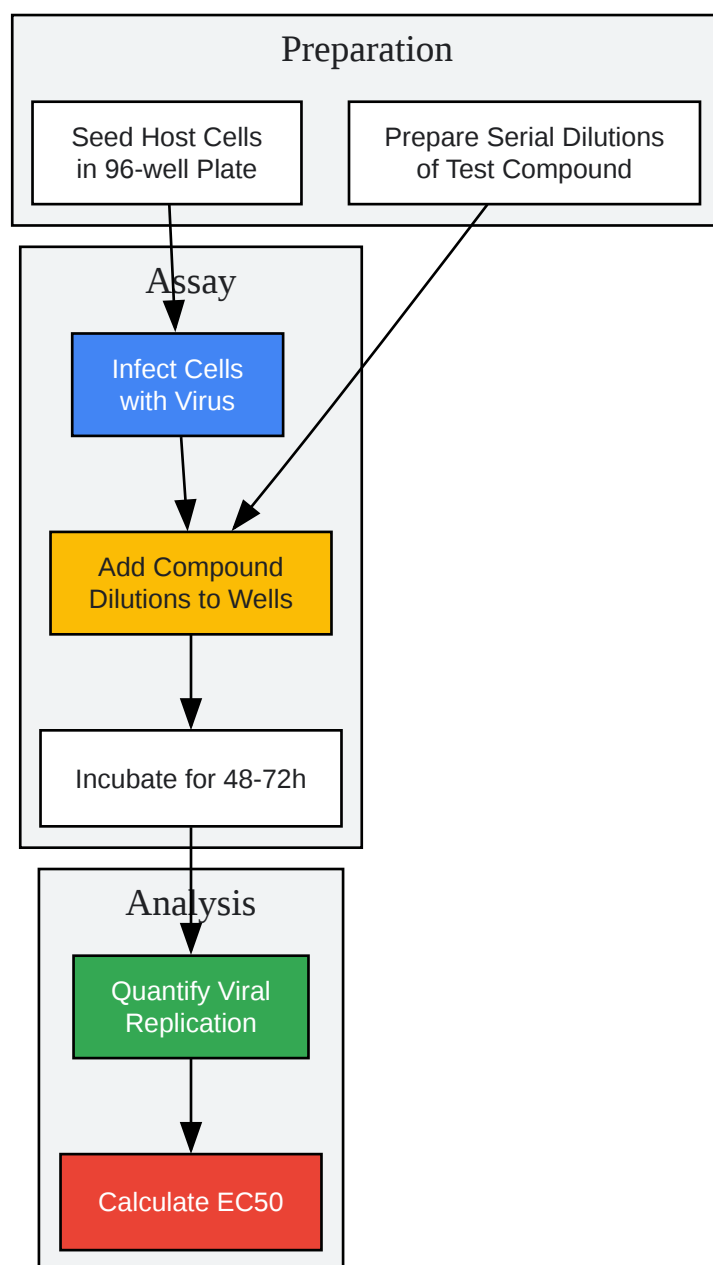 Preparation
Seed Host Cells
in 96-well Plate
Prepare Serial Dilutions
of Test Compound
Assay
Infect Cells
with Virus
Add Compound
Dilutions to Wells
Incubate for 48-72h
Analysis
Quantify Viral
Replication
Calculate EC50